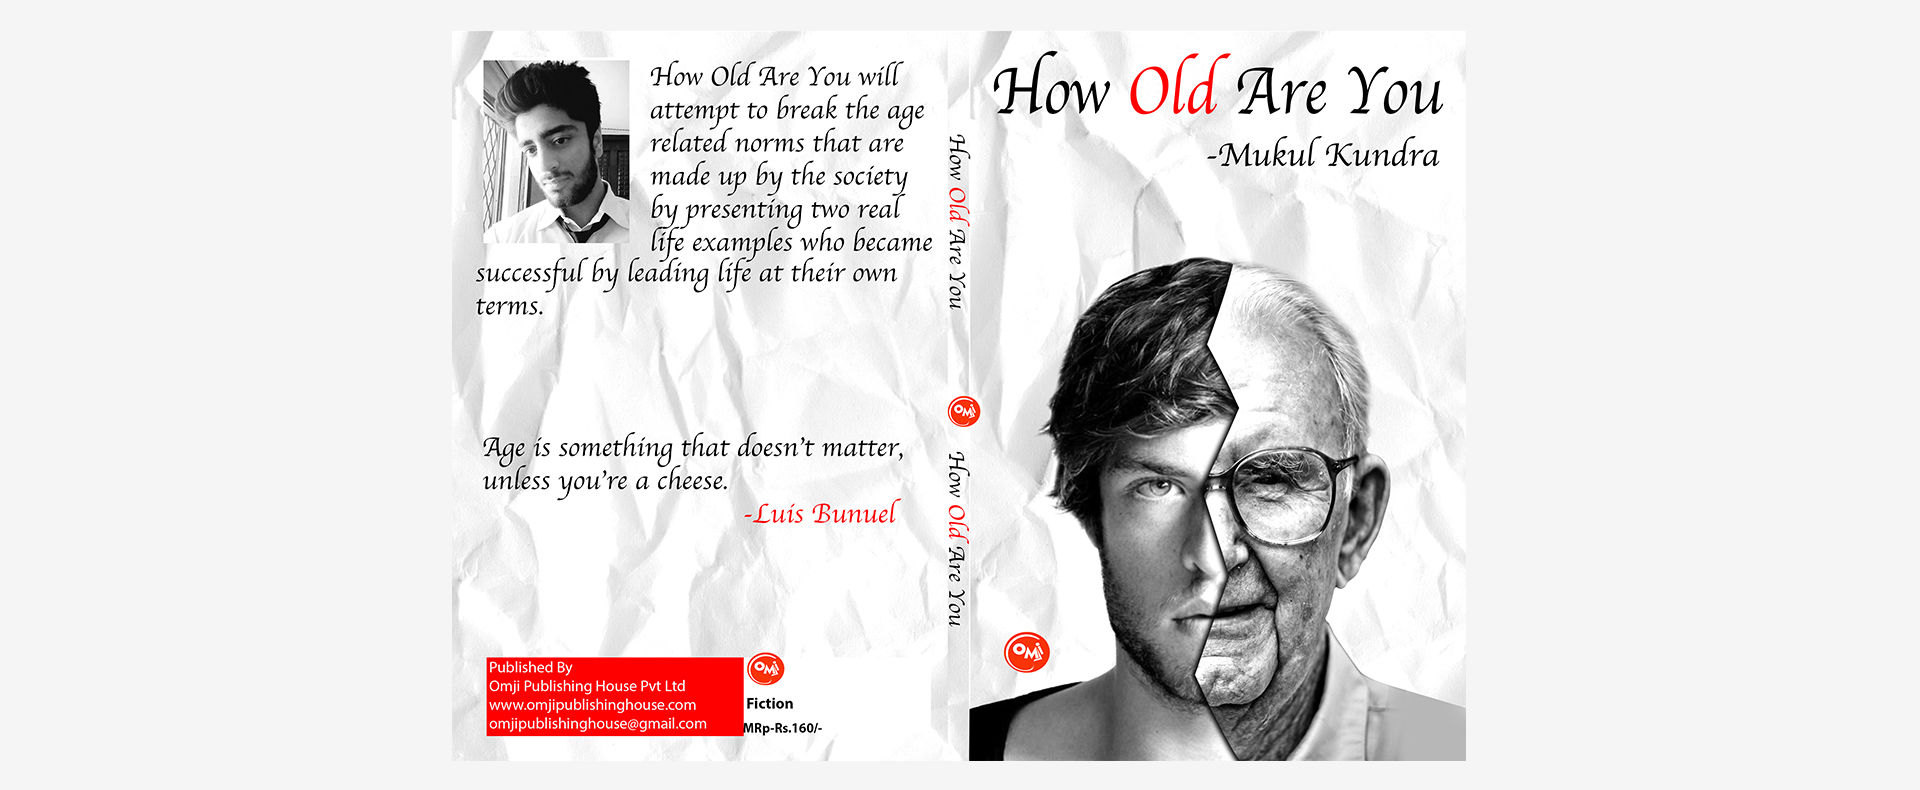 How Old Are You will
attempt to break the age
related norms that are
made up by the society
by presenting two real
life examples who became
successful by leading life at their own
terms.
Age is something that doesn't matter,
unless you're a cheese.
-Luis Bunuel
Published By
Omji Publishing House Pvt Ltd
www.omjipublishinghouse.com
omjipublishinghouse@gmail.com
OMJi
Fiction
MRp-Rs.160/-
How Old Are You
OMJi
How Old Are You
How Old Are You
-Mukul Kundra
OMJi